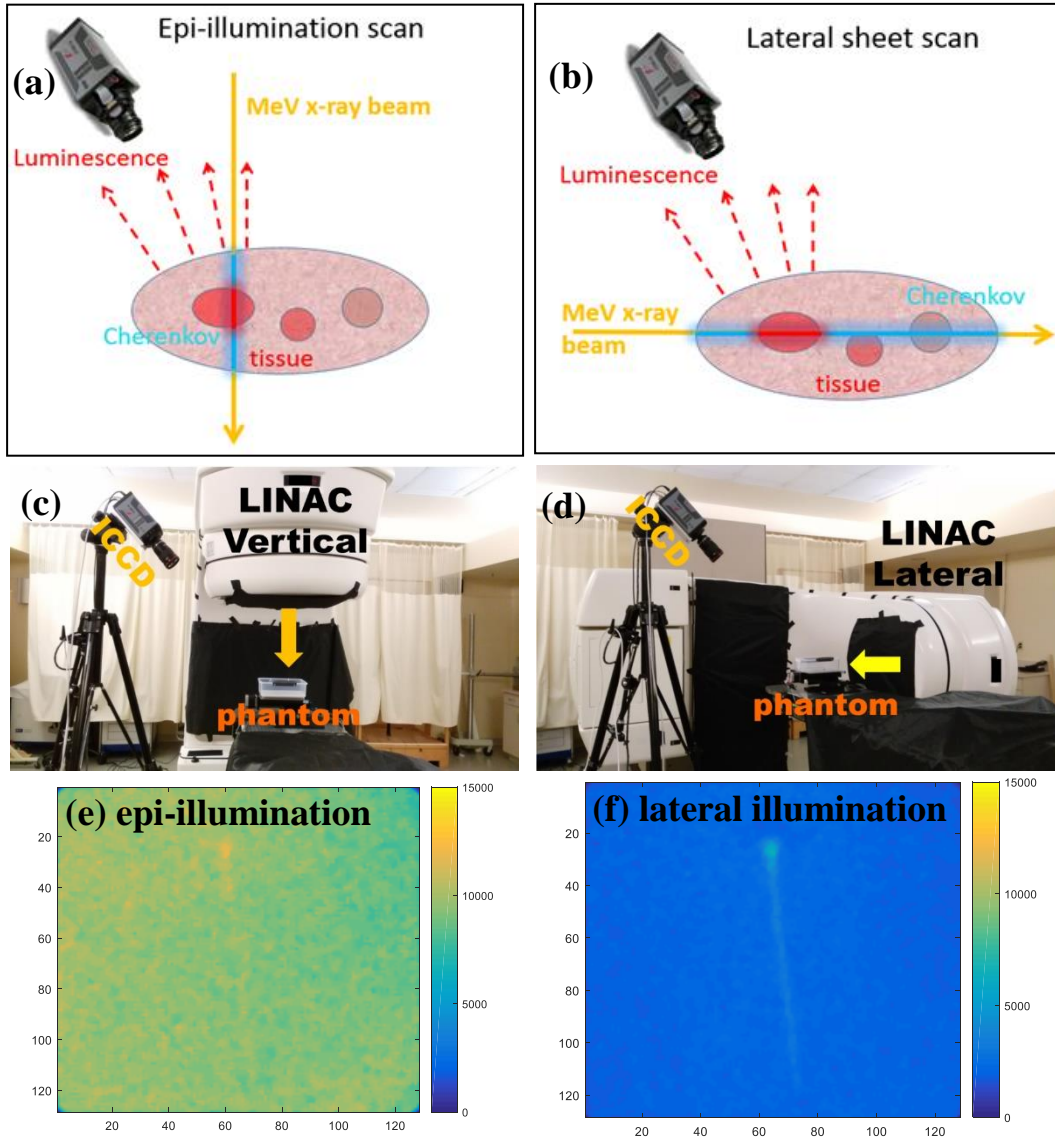 (a)
Epi-illumination scan
MeV x-ray beam
Luminescence
Cherenkov
tissue
(b)
Lateral sheet scan
Luminescence
Cherenkov
MeV x-ray
beam
tissue
(c)
ICCD
LINAC
Vertical
phantom
(d)
ICCD
LINAC
Lateral
phantom
(e) epi-illumination
20
40
60
80
100
120
20 40 60 80 100 120
15000
10000
5000
0
(f) lateral illumination
20
40
60
80
100
120
20 40 60 80 100 120
15000
10000
5000
0